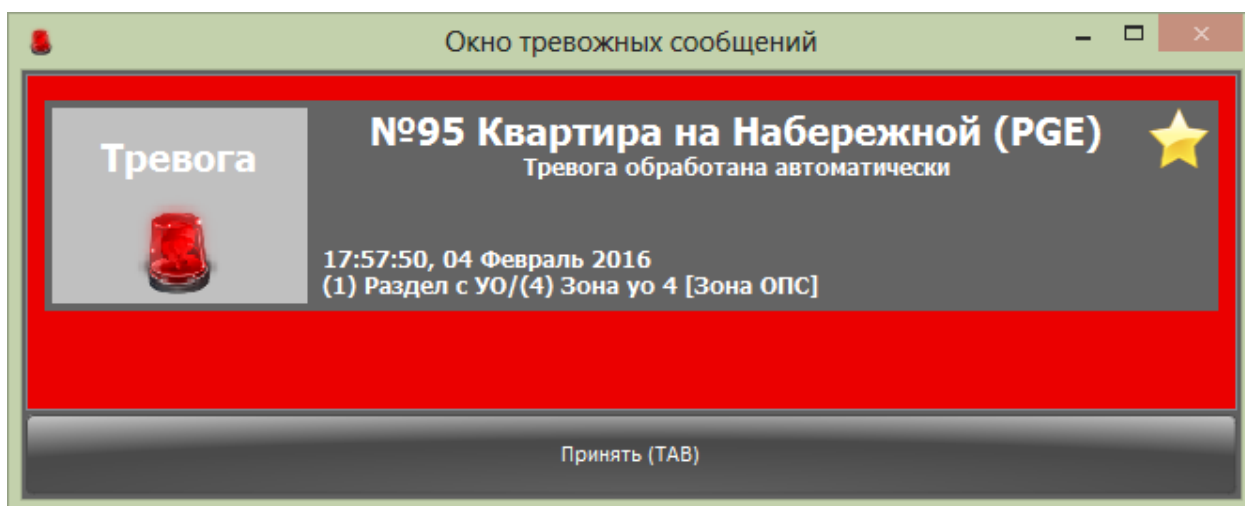 Окно тревожных сообщений
Тревога
№95 Квартира на Набережной (PGE)
Тревога обработана автоматически
17:57:50, 04 Февраль 2016
(1) Раздел с УО/(4) Зона уо 4 [Зона ОПС]
Принять (TAB)